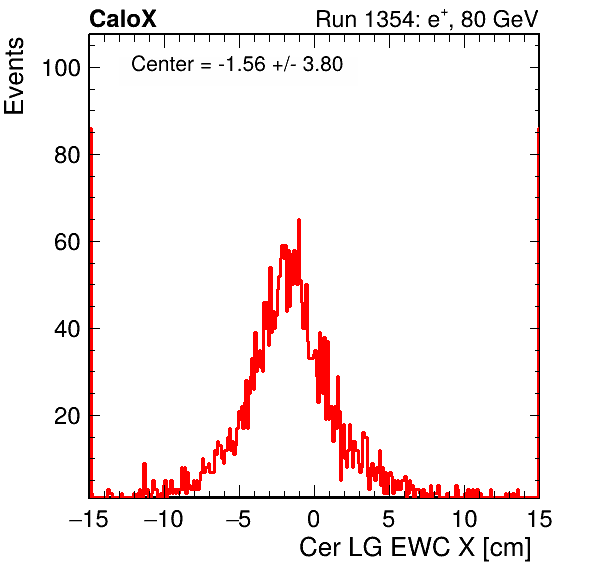 CaloX Run 1354: e⁺, 80 GeV
Center = -1.56 +/- 3.80
Events
100
80
60
40
20
−15 −10 −5 0 5 10 15
Cer LG EWC X [cm]